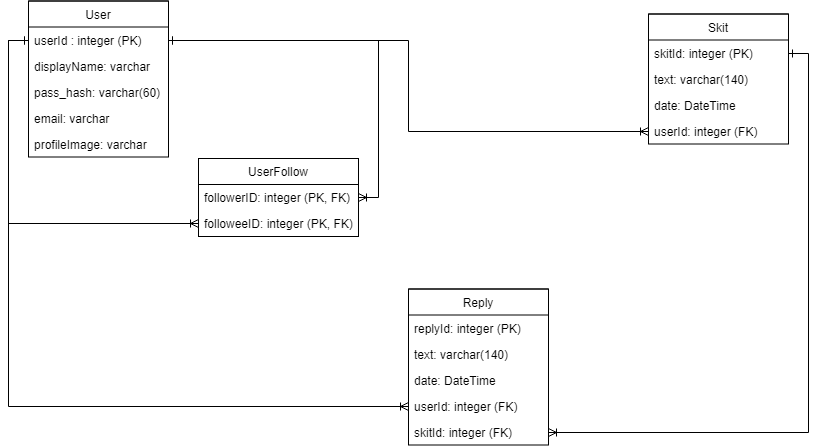 User
userId : integer (PK)
displayName: varchar
pass_hash: varchar(60)
email: varchar
profileImage: varchar
Skit
skitId: integer (PK)
text: varchar(140)
date: DateTime
userId: integer (FK)
UserFollow
followerID: integer (PK, FK)
followeeID: integer (PK, FK)
Reply
replyId: integer (PK)
text: varchar(140)
date: DateTime
userId: integer (FK)
skitId: integer (FK)